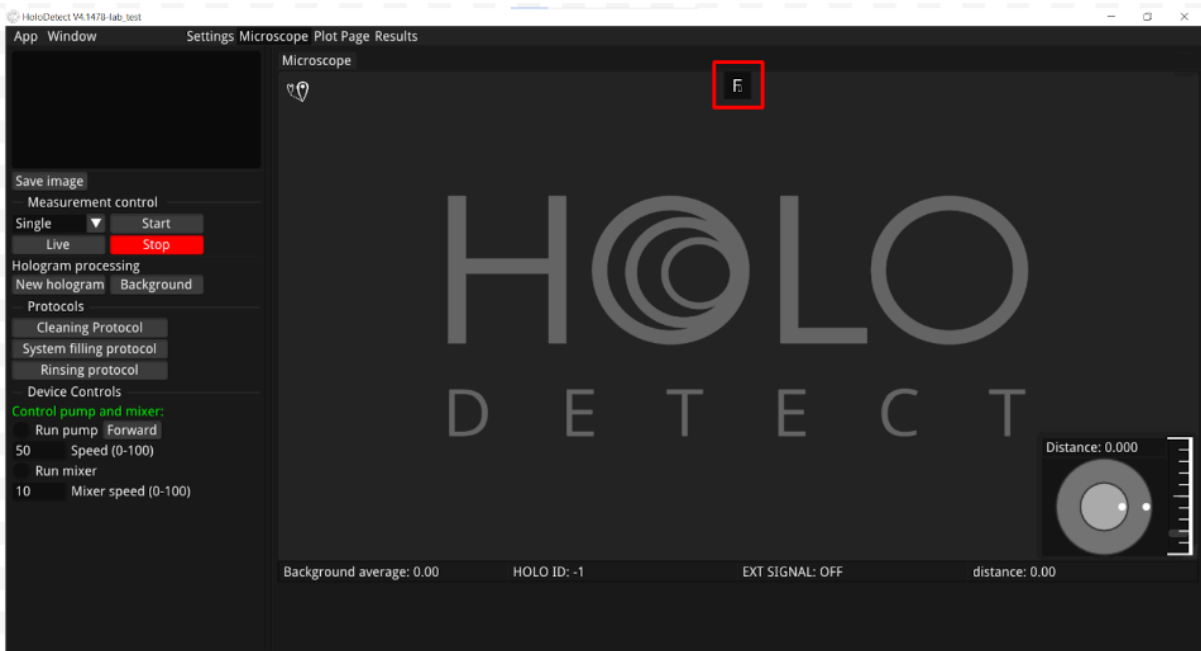 HoloDetect V4.1478-lab_test
App Window Settings Microscope Plot Page Results
Microscope
Save image
Measurement control
Single Start
Live Stop
Hologram processing
New hologram Background
Protocols
Cleaning Protocol
System filling protocol
Rinsing protocol
Device Controls
Control pump and mixer:
Run pump Forward
50 Speed (0-100)
Run mixer
10 Mixer speed (0-100)
HOLO
DETECT
Distance: 0.000
Background average: 0.00 HOLO ID: -1 EXT SIGNAL: OFF distance: 0.00